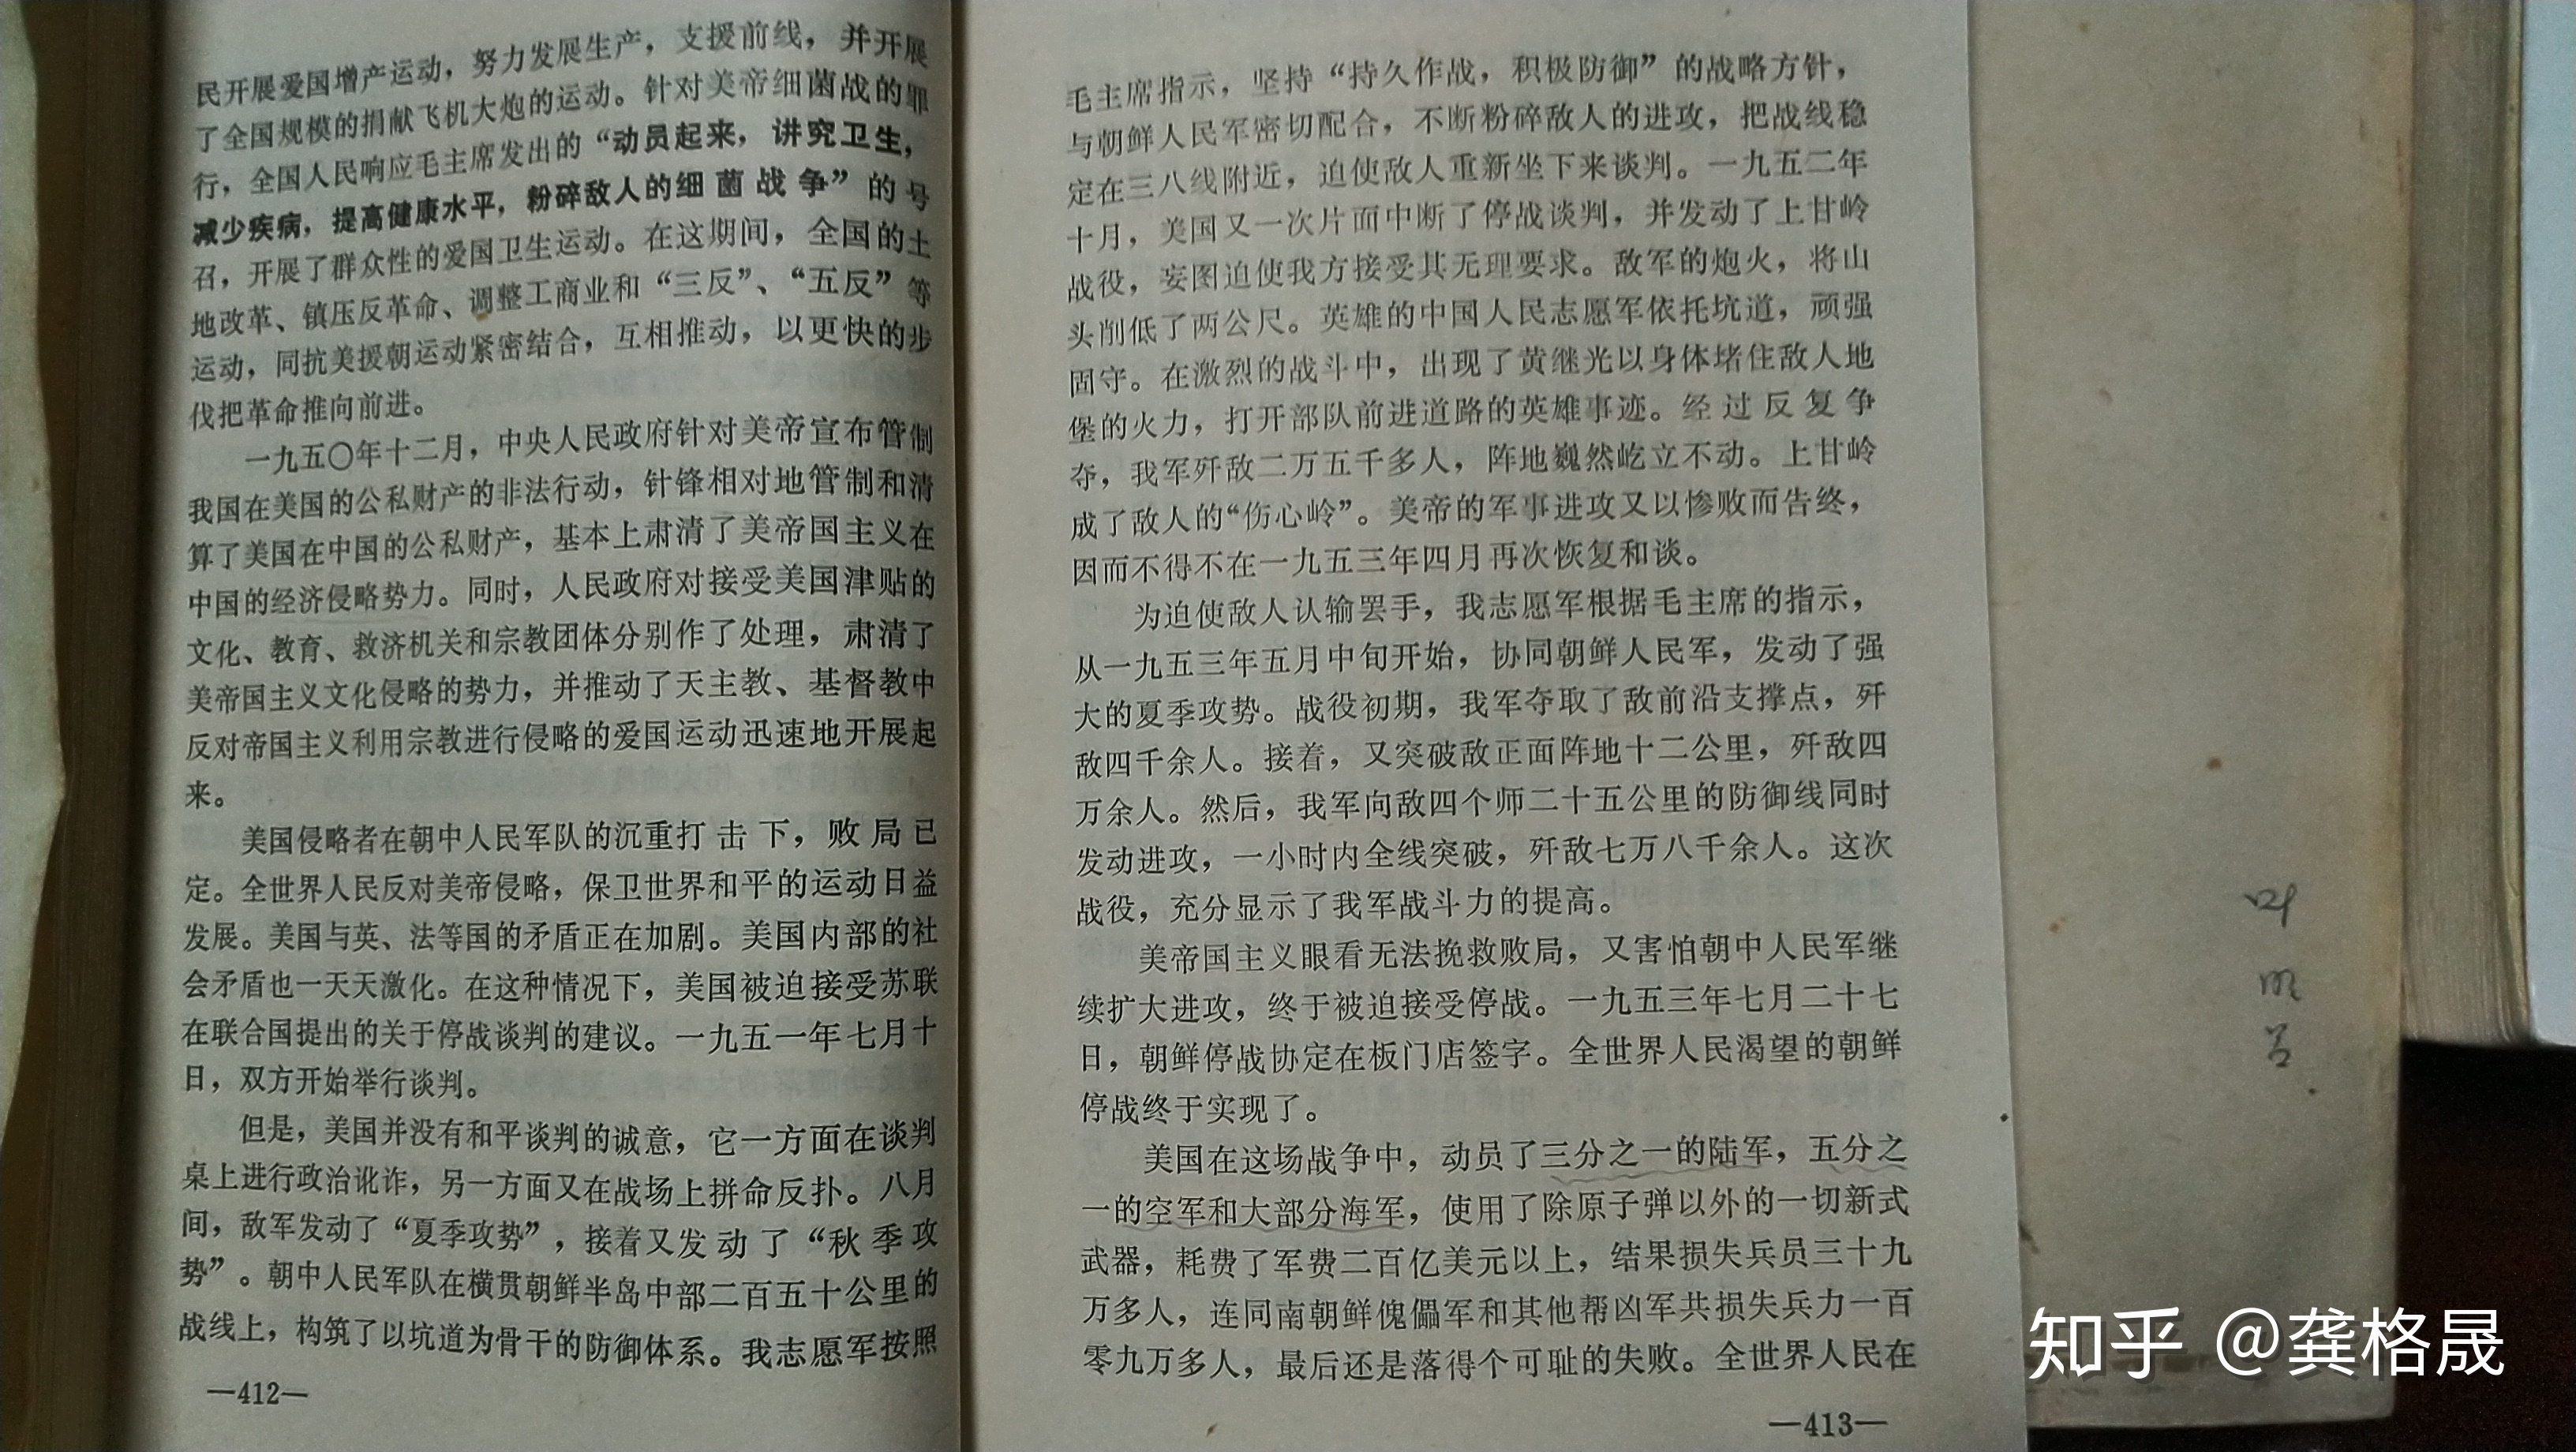 民开展爱国增产运动，努力发展生产，支援前线，并开展
了全国规模的捐献飞机大炮的运动。针对美帝细菌战的罪
行，全国人民响应毛主席发出的“动员起来，讲究卫生，
减少疾病，提高健康水平，粉碎敌人的细菌战争”的号
召，开展了群众性的爱国卫生运动。在这期间，全国的土
地改革、镇压反革命、调整工商业和“三反”、“五反”等
运动，同抗美援朝运动紧密结合，互相推动，以更快的步
伐把革命推向前进。
一九五〇年十二月，中央人民政府针对美帝宣布管制
我国在美国的公私财产的非法行动，针锋相对地管制和清
算了美国在中国的公私财产，基本上肃清了美帝国主义在
中国的经济侵略势力。同时，人民政府对接受美国津贴的
文化、教育、救济机关和宗教团体分别作了处理，肃清了
美帝国主义文化侵略的势力，并推动了天主教、基督教中
反对帝国主义利用宗教进行侵略的爱国运动迅速地开展起
来。
美国侵略者在朝中人民军队的沉重打击下，败局已
定。全世界人民反对美帝侵略，保卫世界和平的运动日益
发展。美国与英、法等国的矛盾正在加剧。美国内部的社
会矛盾也一天天激化。在这种情况下，美国被迫接受苏联
在联合国提出的关于停战谈判的建议。一九五一年七月十
日，双方开始举行谈判。
但是，美国并没有和平谈判的诚意，它一方面在谈判
桌上进行政治讹诈，另一方面又在战场上拼命反扑。八月
间，敌军发动了“夏季攻势”，接着又发动了“秋季攻
势”。朝中人民军队在横贯朝鲜半岛中部二百五十公里的
战线上，构筑了以坑道为骨干的防御体系。我志愿军按照
—412—
毛主席指示，坚持“持久作战，积极防御”的战略方针，
与朝鲜人民军密切配合，不断粉碎敌人的进攻，把战线稳
定在三八线附近，迫使敌人重新坐下来谈判。一九五二年
十月，美国又一次片面中断了停战谈判，并发动了上甘岭
战役，妄图迫使我方接受其无理要求。敌军的炮火，将山
头削低了两公尺。英雄的中国人民志愿军依托坑道，顽强
固守。在激烈的战斗中，出现了黄继光以身体堵住敌人地
堡的火力，打开部队前进道路的英雄事迹。经过反复争
夺，我军歼敌二万五千多人，阵地巍然屹立不动。上甘岭
成了敌人的“伤心岭”。美帝的军事进攻又以惨败而告终，
因而不得不在一九五三年四月再次恢复和谈。
为迫使敌人认输罢手，我志愿军根据毛主席的指示，
从一九五三年五月中旬开始，协同朝鲜人民军，发动了强
大的夏季攻势。战役初期，我军夺取了敌前沿支撑点，歼
敌四千余人。接着，又突破敌正面阵地十二公里，歼敌四
万余人。然后，我军向敌四个师二十五公里的防御线同时
发动进攻，一小时内全线突破，歼敌七万八千余人。这次
战役，充分显示了我军战斗力的提高。
美帝国主义眼看无法挽救败局，又害怕朝中人民军继
续扩大进攻，终于被迫接受停战。一九五三年七月二十七
日，朝鲜停战协定在板门店签字。全世界人民渴望的朝鲜
停战终于实现了。
美国在这场战争中，动员了三分之一的陆军，五分之
一的空军和大部分海军，使用了除原子弹以外的一切新式
武器，耗费了军费二百亿美元以上，结果损失兵员三十九
万多人，连同南朝鲜傀儡军和其他帮凶军共损失兵力一百
零九万多人，最后还是落得个可耻的失败。全世界人民在
—413—
知乎 @龚格晟